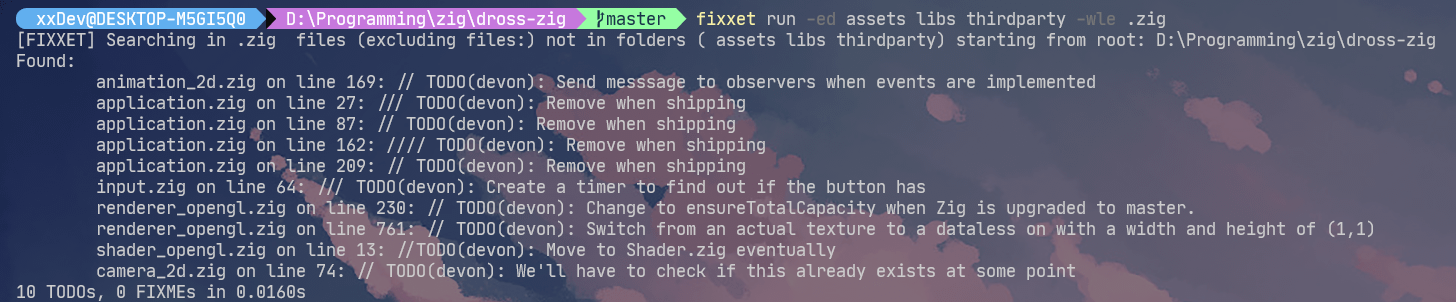 xxDev@DESKTOP-M5GI5Q0 D:\Programming\zig\dross-zig master fixxet run -ed assets libs thirdparty -wle .zig
[FIXXET] Searching in .zig  files (excluding files:) not in folders ( assets libs thirdparty) starting from root: D:\Programming\zig\dross-zig
Found:
animation_2d.zig on line 169: // TODO(devon): Send messsage to observers when events are implemented
application.zig on line 27: /// TODO(devon): Remove when shipping
application.zig on line 87: // TODO(devon): Remove when shipping
application.zig on line 162: //// TODO(devon): Remove when shipping
application.zig on line 209: // TODO(devon): Remove when shipping
input.zig on line 64: /// TODO(devon): Create a timer to find out if the button has
renderer_opengl.zig on line 230: // TODO(devon): Change to ensureTotalCapacity when Zig is upgraded to master.
renderer_opengl.zig on line 761: // TODO(devon): Switch from an actual texture to a dataless on with a width and height of (1,1)
shader_opengl.zig on line 13: //TODO(devon): Move to Shader.zig eventually
camera_2d.zig on line 74: // TODO(devon): We'll have to check if this already exists at some point
10 TODOs, 0 FIXMEs in 0.0160s